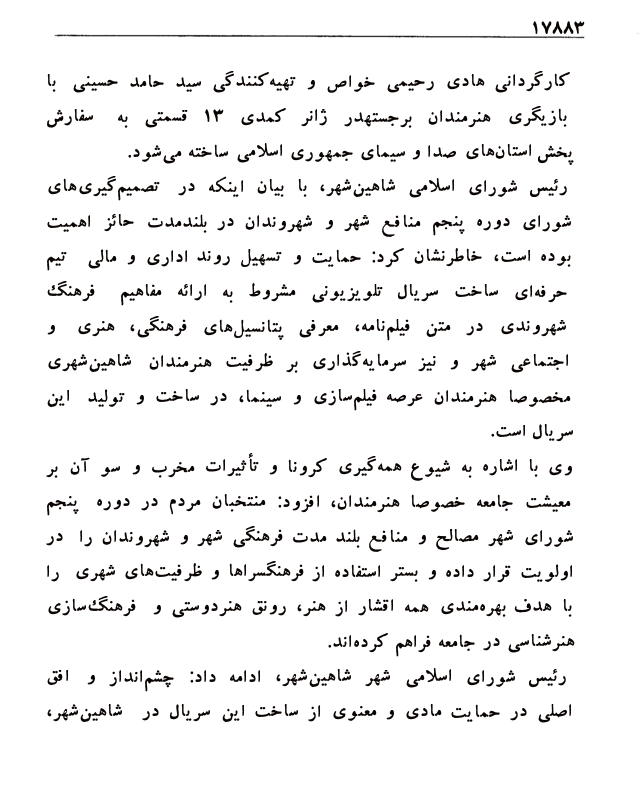 ۱۷۸۸۳
کارگردانی هادی رحیمی خواص و تهیه‌کنندگی سید حامد حسینی با
بازیگری هنرمندان برجستهدر ژانر کمدی ۱۳ قسمتی به سفارش
پخش استان‌های صدا و سیمای جمهوری اسلامی ساخته می‌شود.
رئیس شورای اسلامی شاهین‌شهر، با بیان اینکه در تصمیم‌گیری‌های
شورای دوره پنجم منافع شهر و شهروندان در بلندمدت حائز اهمیت
بوده است، خاطرنشان کرد: حمایت و تسهیل روند اداری و مالی تیم
حرفه‌ای ساخت سریال تلویزیونی مشروط به ارائه مفاهیم فرهنگ
شهروندی در متن فیلم‌نامه، معرفی پتانسیل‌های فرهنگی، هنری و
اجتماعی شهر و نیز سرمایه‌گذاری بر ظرفیت هنرمندان شاهین‌شهری
مخصوصا هنرمندان عرصه فیلم‌سازی و سینما، در ساخت و تولید این
سریال است.
وی با اشاره به شیوع همه‌گیری کرونا و تأثیرات مخرب و سو آن بر
معیشت جامعه خصوصا هنرمندان، افزود: منتخبان مردم در دوره پنجم
شورای شهر مصالح و منافع بلند مدت فرهنگی شهر و شهروندان را در
اولویت قرار داده و بستر استفاده از فرهنگسراها و ظرفیت‌های شهری را
با هدف بهره‌مندی همه اقشار از هنر، رونق هنردوستی و فرهنگ‌سازی
هنرشناسی در جامعه فراهم کرده‌اند.
رئیس شورای اسلامی شهر شاهین‌شهر، ادامه داد: چشم‌انداز و افق
اصلی در حمایت مادی و معنوی از ساخت این سریال در شاهین‌شهر،